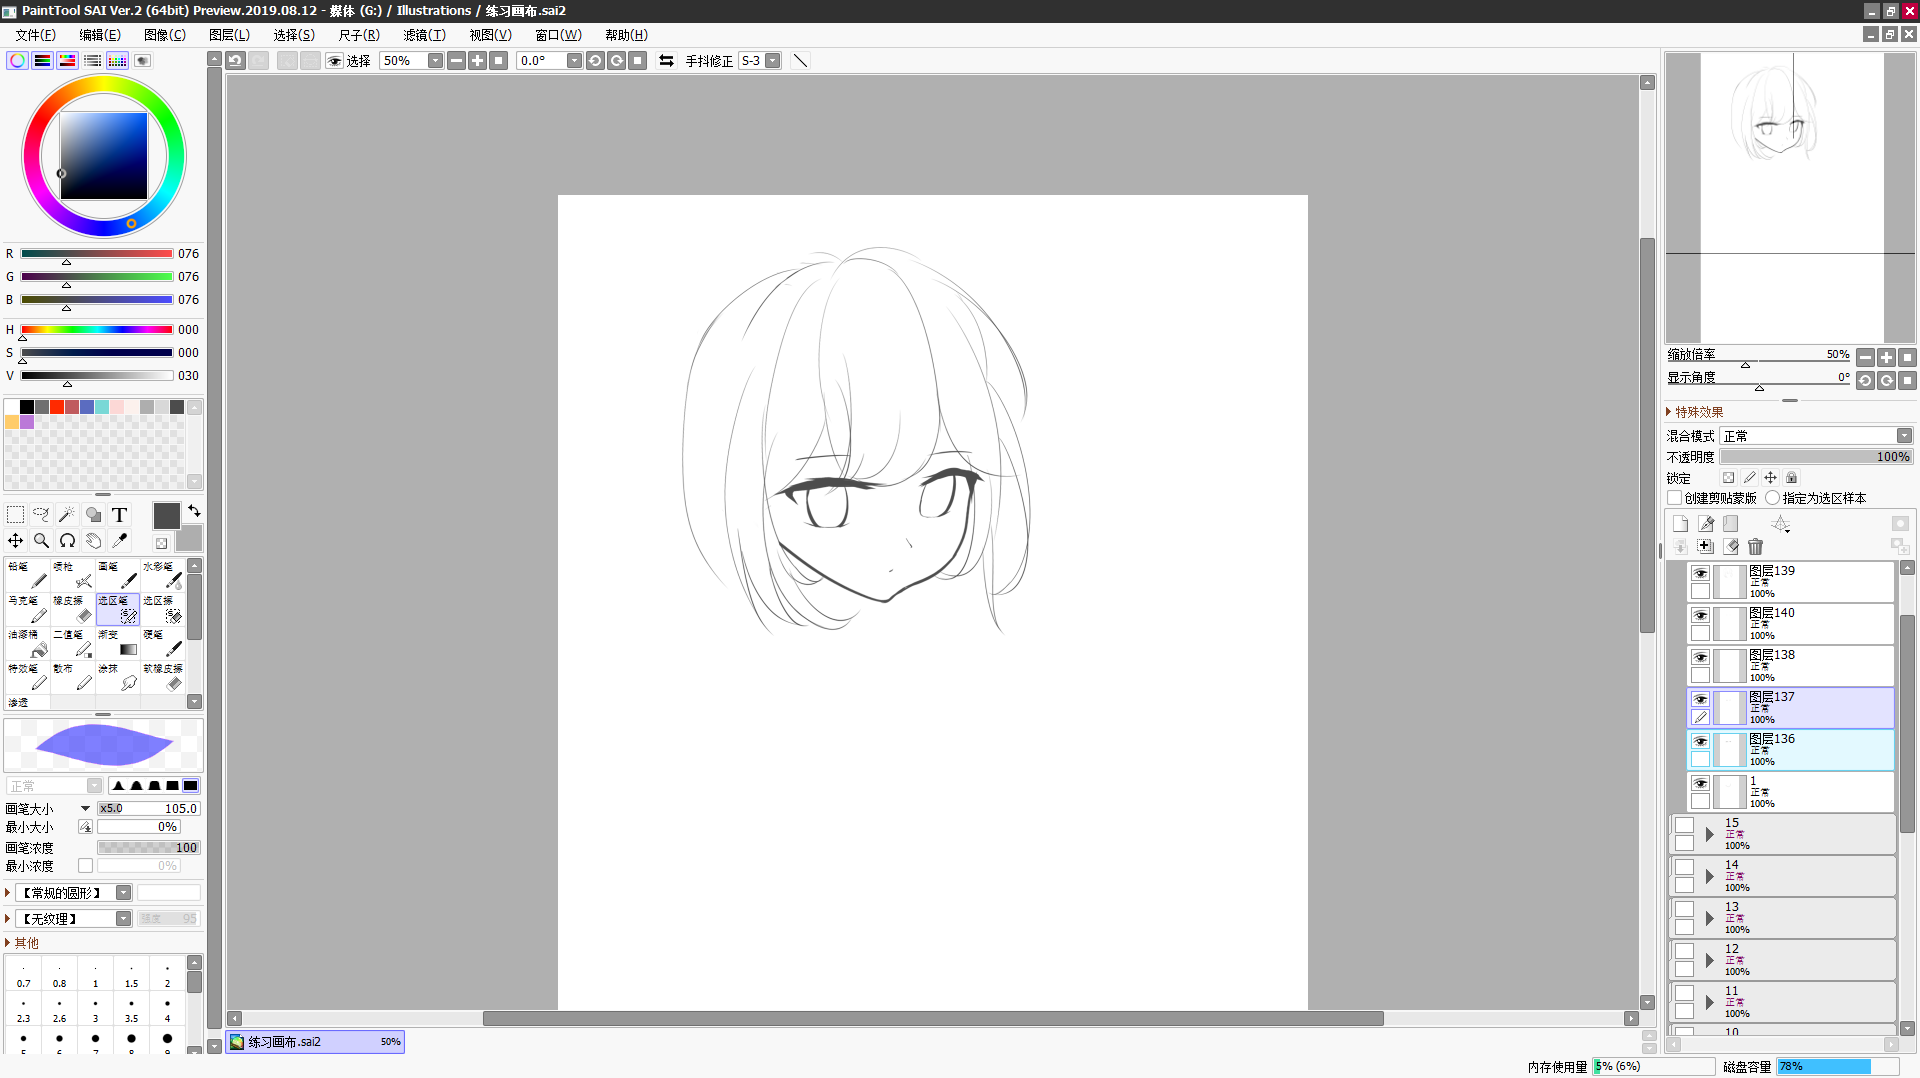 PaintTool SAI Ver.2 (64bit) Preview.2019.08.12 - 媒体 (G:) / Illustrations / 练习画布.sai2
文件(F) 编辑(E) 图像(C) 图层(L) 选择(S) 尺子(R) 滤镜(T) 视图(V) 窗口(W) 帮助(H)
选择 50% 0.0° 手抖修正 S-3
R 076
G 076
B 076
H 000
S 000
V 030
T
铅笔 喷枪 画笔 水彩笔
马克笔 橡皮擦 选区笔 选区擦
油漆桶 二值笔 渐变 硬笔
特效笔 散布 涂抹 软橡皮擦
渗透
正常
画笔大小 x5.0 105.0
最小大小 0%
画笔浓度 100
最小浓度 0%
【常规的圆形】
【无纹理】 强度 95
其他
0.7 0.8 1 1.5 2
2.3 2.6 3 3.5 4
5 6 7 8 9
练习画布.sai2 50%
缩放倍率 50%
显示角度 0°
特殊效果
混合模式 正常
不透明度 100%
锁定
创建剪贴蒙版 指定为选区样本
图层139
正常
100%
图层140
正常
100%
图层138
正常
100%
图层137
正常
100%
图层136
正常
100%
1
正常
100%
15
正常
100%
14
正常
100%
13
正常
100%
12
正常
100%
11
正常
100%
10
内存使用量 5% (6%) 磁盘容量 78%